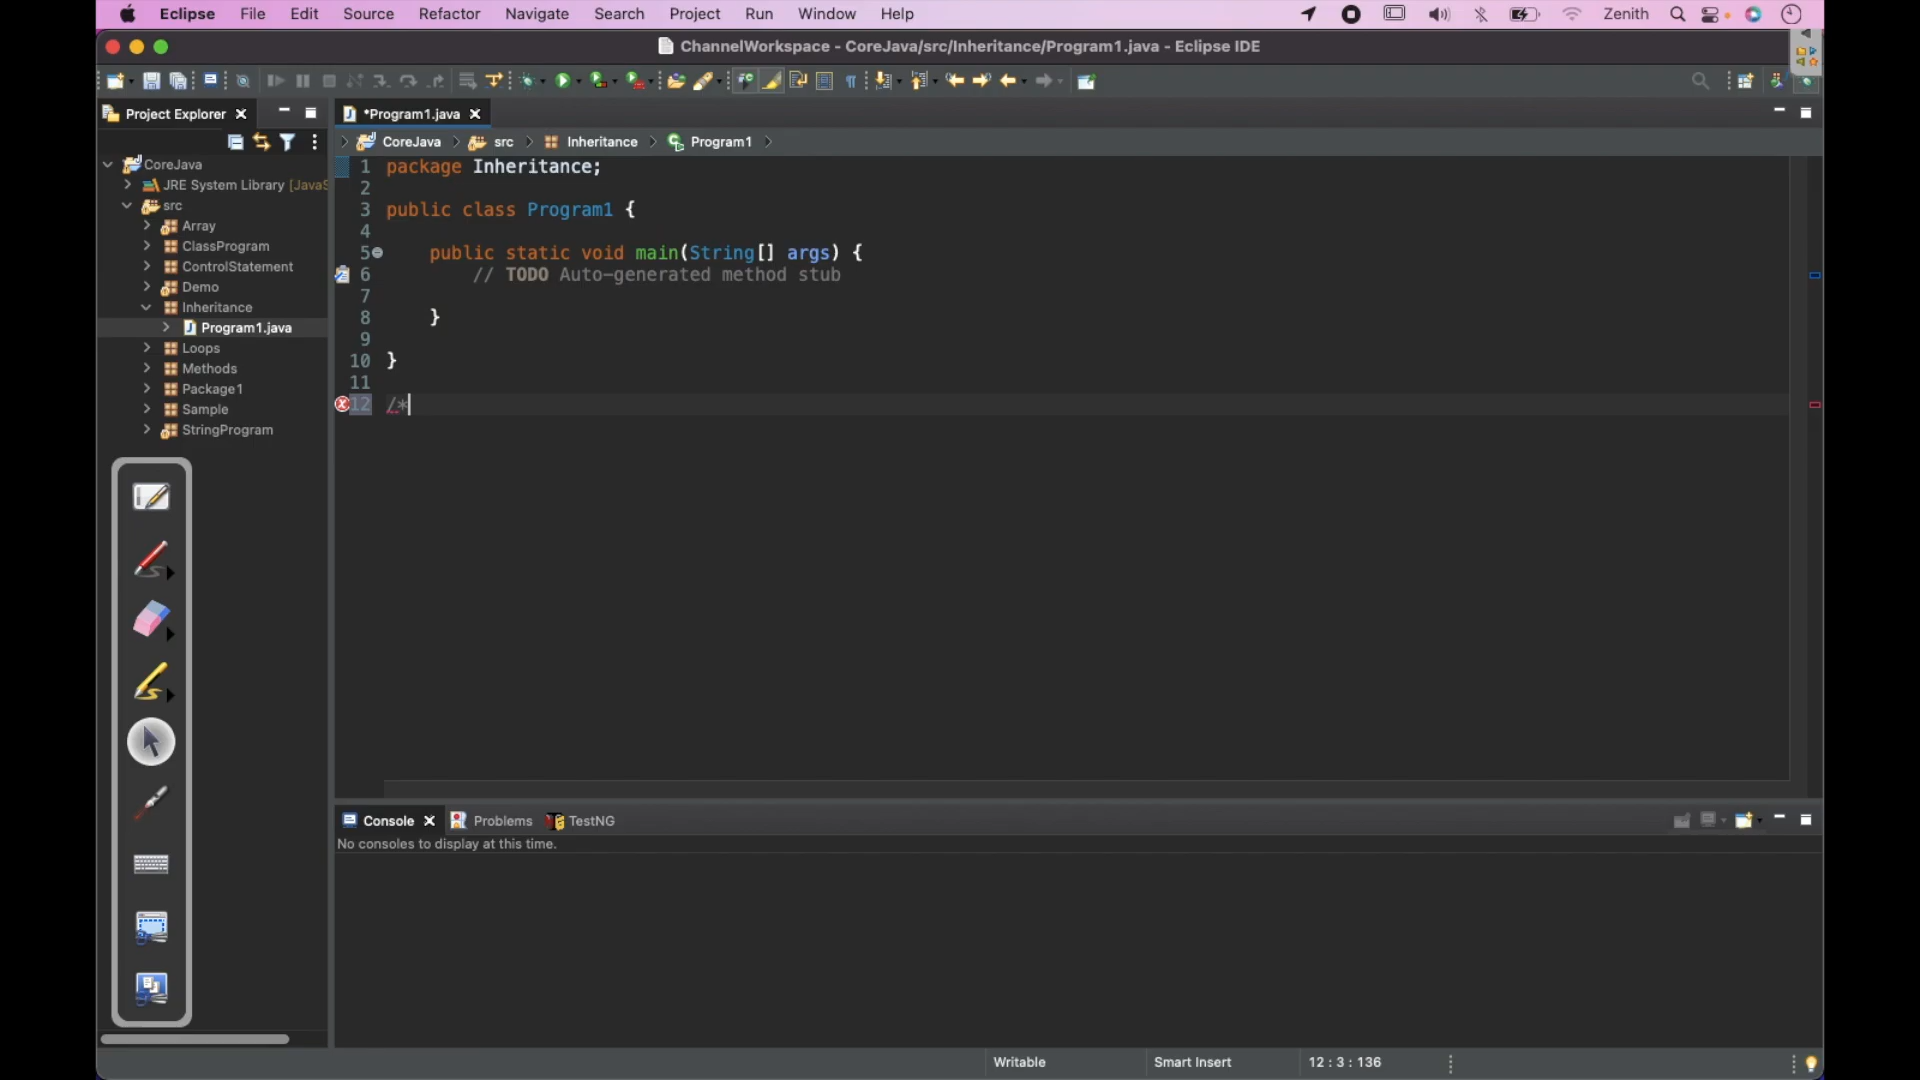 Eclipse File Edit Source Refactor Navigate Search Project Run Window Help Zenith
ChannelWorkspace - CoreJava/src/Inheritance/Program1.java - Eclipse IDE
Project Explorer
*Program1.java
CoreJava src Inheritance Program1
CoreJava
JRE System Library [JavaS
src
Array
ClassProgram
ControlStatement
Demo
Inheritance
Program1.java
Loops
Methods
Package1
Sample
StringProgram
1 package Inheritance;
2
3 public class Program1 {
4
5 public static void main(String[] args) {
6 // TODO Auto-generated method stub
7
8 }
9
10 }
11
12 /*
Console Problems TestNG
No consoles to display at this time.
Writable Smart Insert 12 : 3 : 136